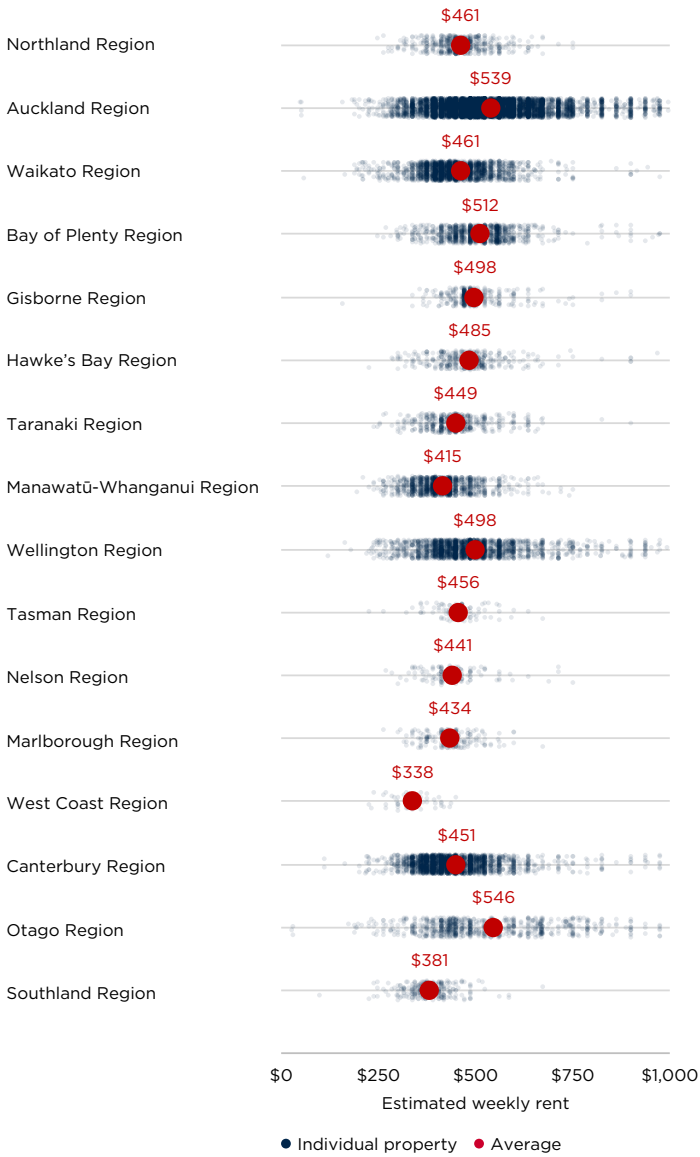 $461
Northland Region
$539
Auckland Region
$461
Waikato Region
$512
Bay of Plenty Region
$498
Gisborne Region
$485
Hawke’s Bay Region
$449
Taranaki Region
$415
Manawatū-Whanganui Region
$498
Wellington Region
$456
Tasman Region
$441
Nelson Region
$434
Marlborough Region
$338
West Coast Region
$451
Canterbury Region
$546
Otago Region
$381
Southland Region
$0 $250 $500 $750 $1,000
Estimated weekly rent
Individual property Average